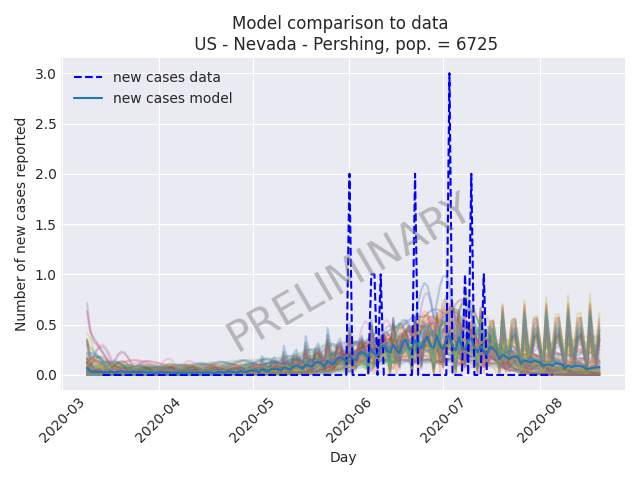 Model comparison to data
US - Nevada - Pershing, pop. = 6725
new cases data
new cases model
PRELIMINARY
Number of new cases reported
3.0
2.5
2.0
1.5
1.0
0.5
0.0
2020-03
2020-04
2020-05
2020-06
2020-07
2020-08
Day